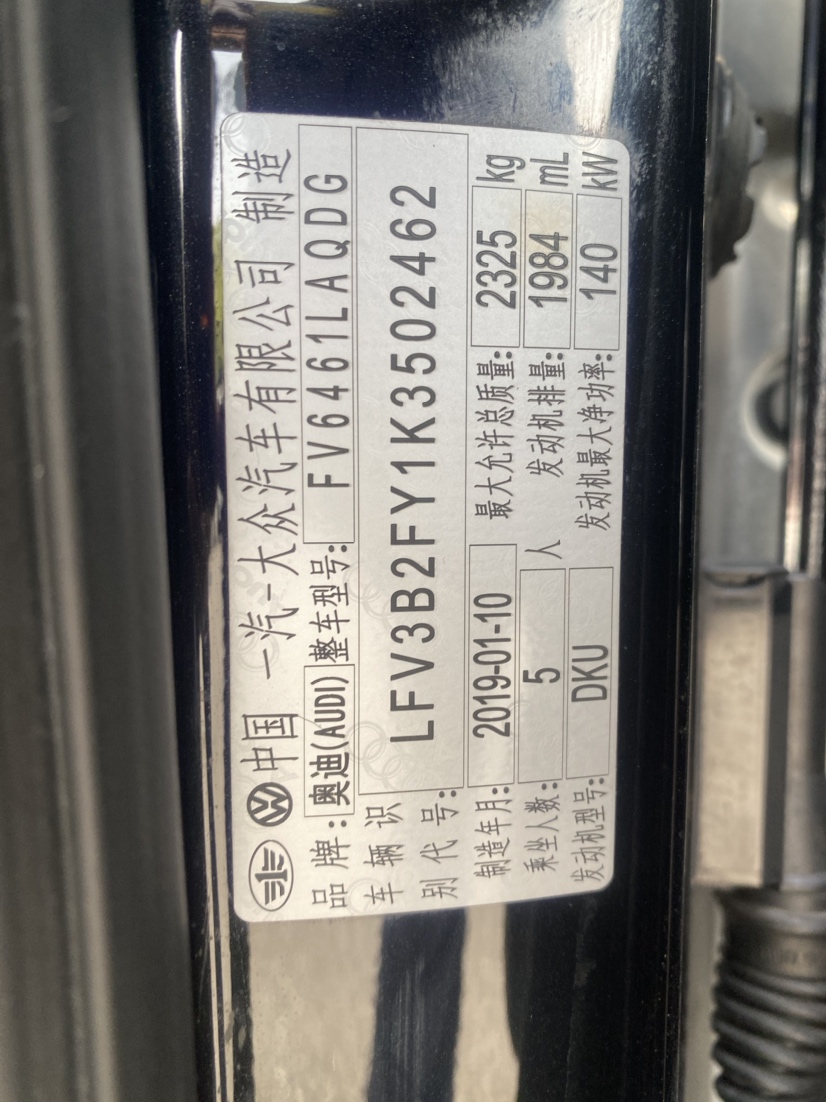 中国 一汽-大众汽车有限公司 制造
品牌: 奥迪(AUDI) 整车型号: FV6461LAQDG
车辆识别代号: LFV3B2FY1K3502462
制造年月: 2019-01-10 最大允许总质量: 2325 kg
乘坐人数: 5 人 发动机排量: 1984 mL
发动机型号: DKU 发动机最大净功率: 140 kW